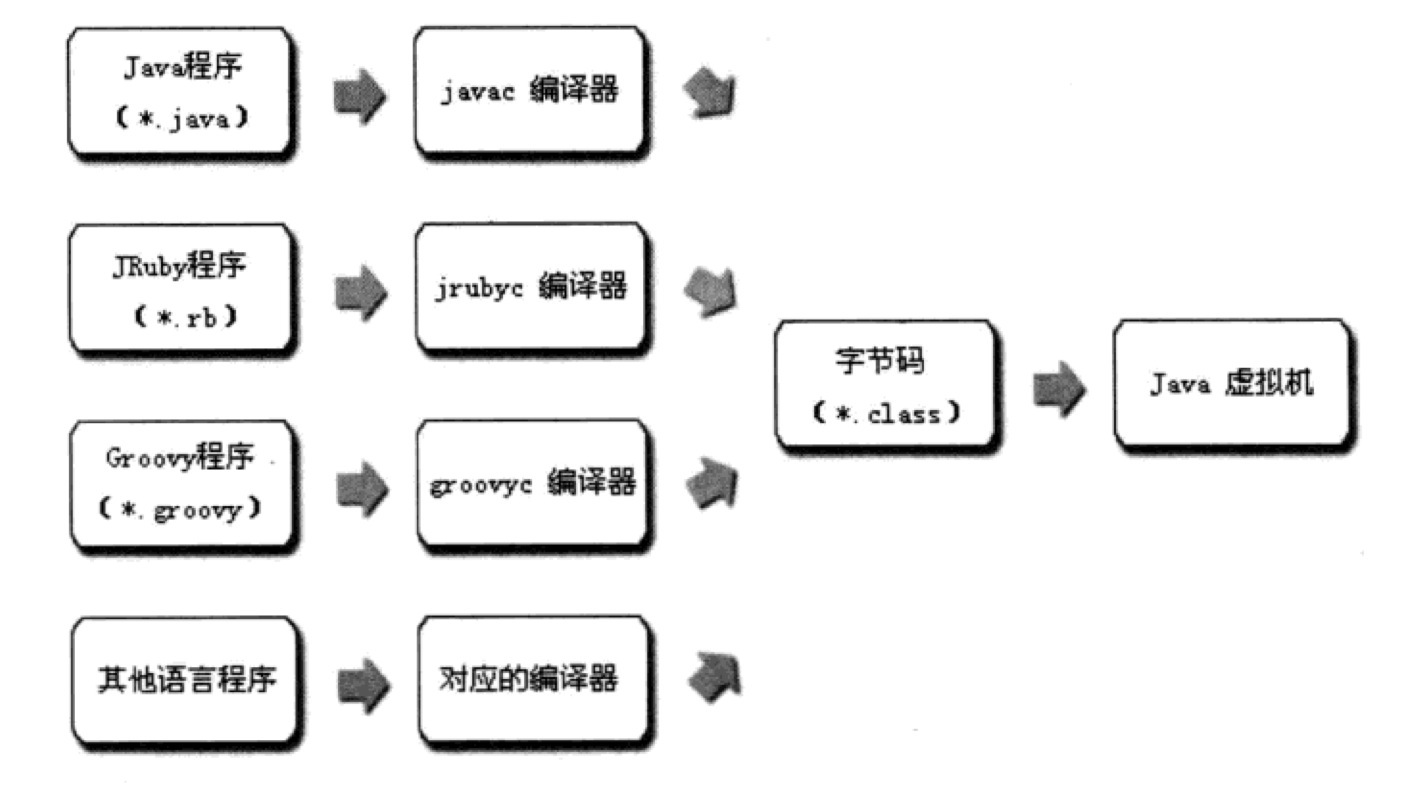 Java程序
(*.java)
javac 编译器
JRuby程序
(*.rb)
jrubyc 编译器
Groovy程序
(*.groovy)
groovyc 编译器
其他语言程序
对应的编译器
字节码
(*.class)
Java 虚拟机